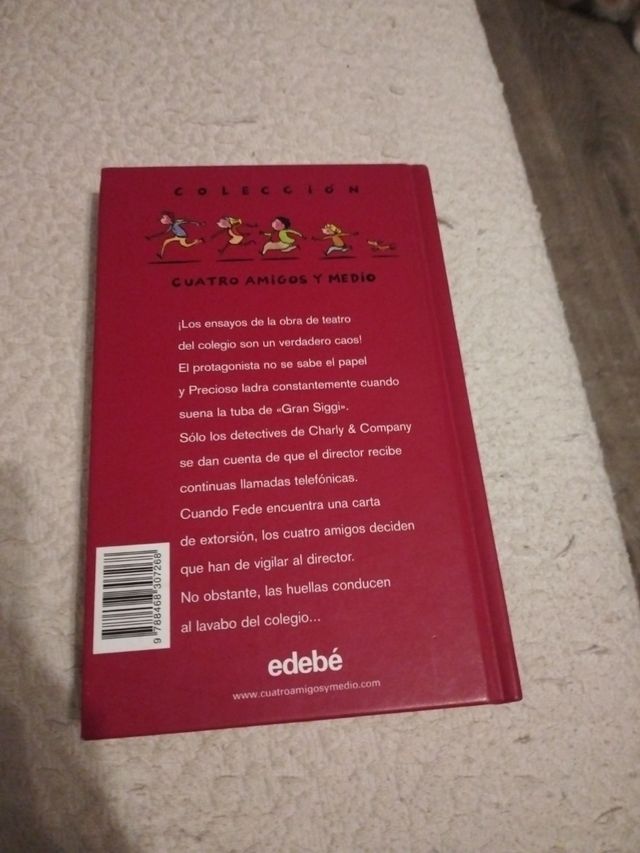 COLECCIÓN
CUATRO AMIGOS Y MEDIO
¡Los ensayos de la obra de teatro
del colegio son un verdadero caos!
El protagonista no se sabe el papel
y Precioso ladra constantemente cuando
suena la tuba de «Gran Siggi».
Sólo los detectives de Charly & Company
se dan cuenta de que el director recibe
continuas llamadas telefónicas.
Cuando Fede encuentra una carta
de extorsión, los cuatro amigos deciden
que han de vigilar al director.
No obstante, las huellas conducen
al lavabo del colegio...
9 788468 307268
edebé
www.cuatroamigosymedio.com